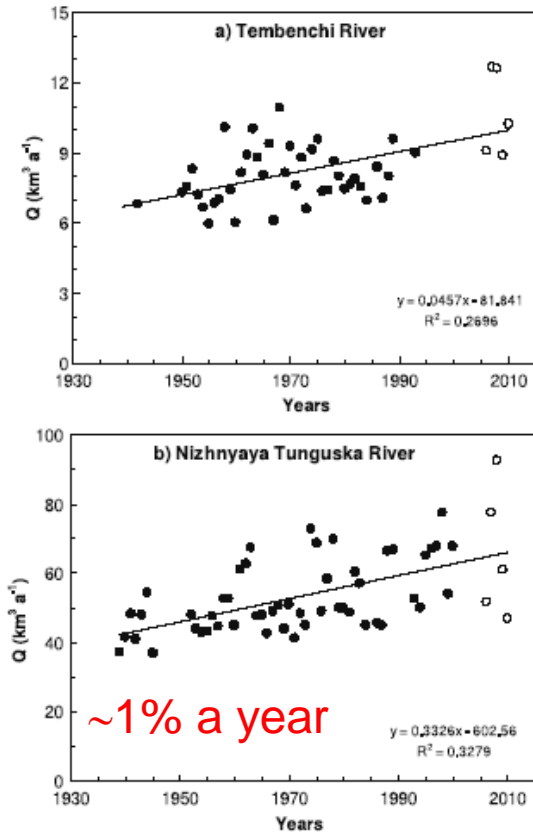 a) Tembenchi River
15
12
9
6
3
0
Q (km³ a⁻¹)
y = 0.0457x-81.841
R² = 0.2696
1930 1950 1970 1990 2010
Years
b) Nizhnyaya Tunguska River
100
80
60
40
20
0
Q (km³ a⁻¹)
~1% a year
y = 0.3326x-602.56
R² = 0.3279
1930 1950 1970 1990 2010
Years